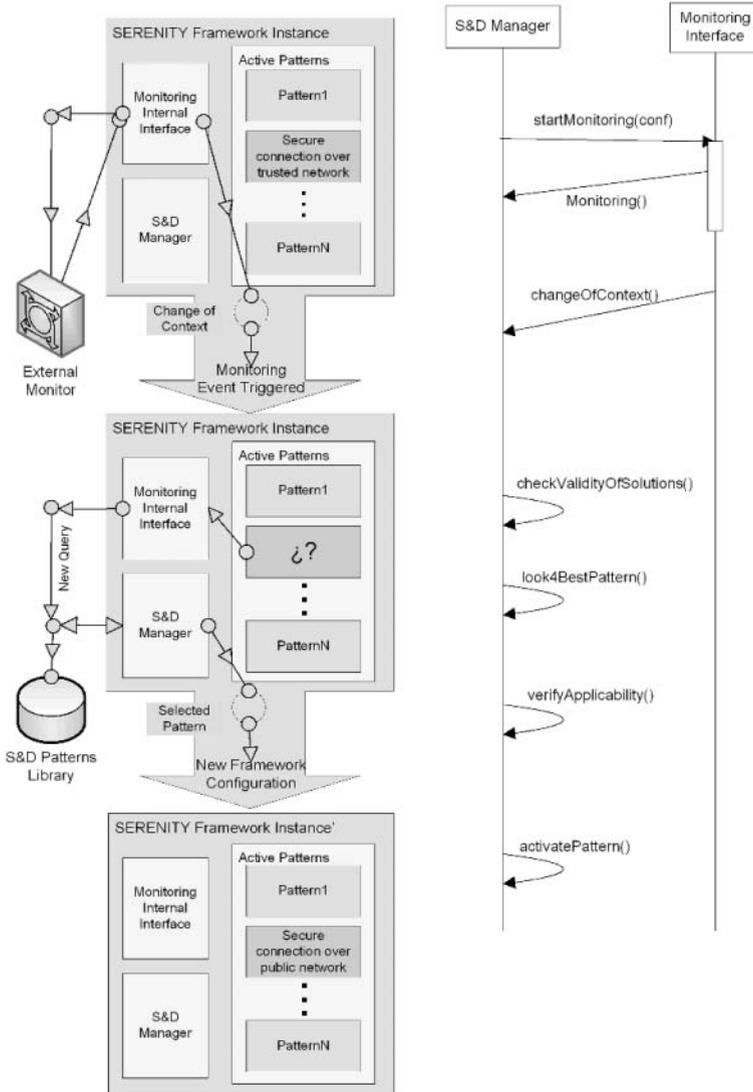 SERENITY Framework Instance
Monitoring
Internal
Interface
S&D
Manager
Active Patterns
Pattern1
Secure
connection over
trusted network
PatternN
External
Monitor
Change of
Context
Monitoring
Event Triggered
SERENITY Framework Instance
Monitoring
Internal
Interface
S&D
Manager
Active Patterns
Pattern1
¿?
PatternN
New Query
S&D Patterns
Library
Selected
Pattern
New Framework
Configuration
SERENITY Framework Instance'
Monitoring
Internal
Interface
S&D
Manager
Active Patterns
Pattern1
Secure
connection over
public network
PatternN
S&D Manager
Monitoring
Interface
startMonitoring(conf)
Monitoring()
changeOfContext()
checkValidityOfSolutions()
look4BestPattern()
verifyApplicability()
activatePattern()